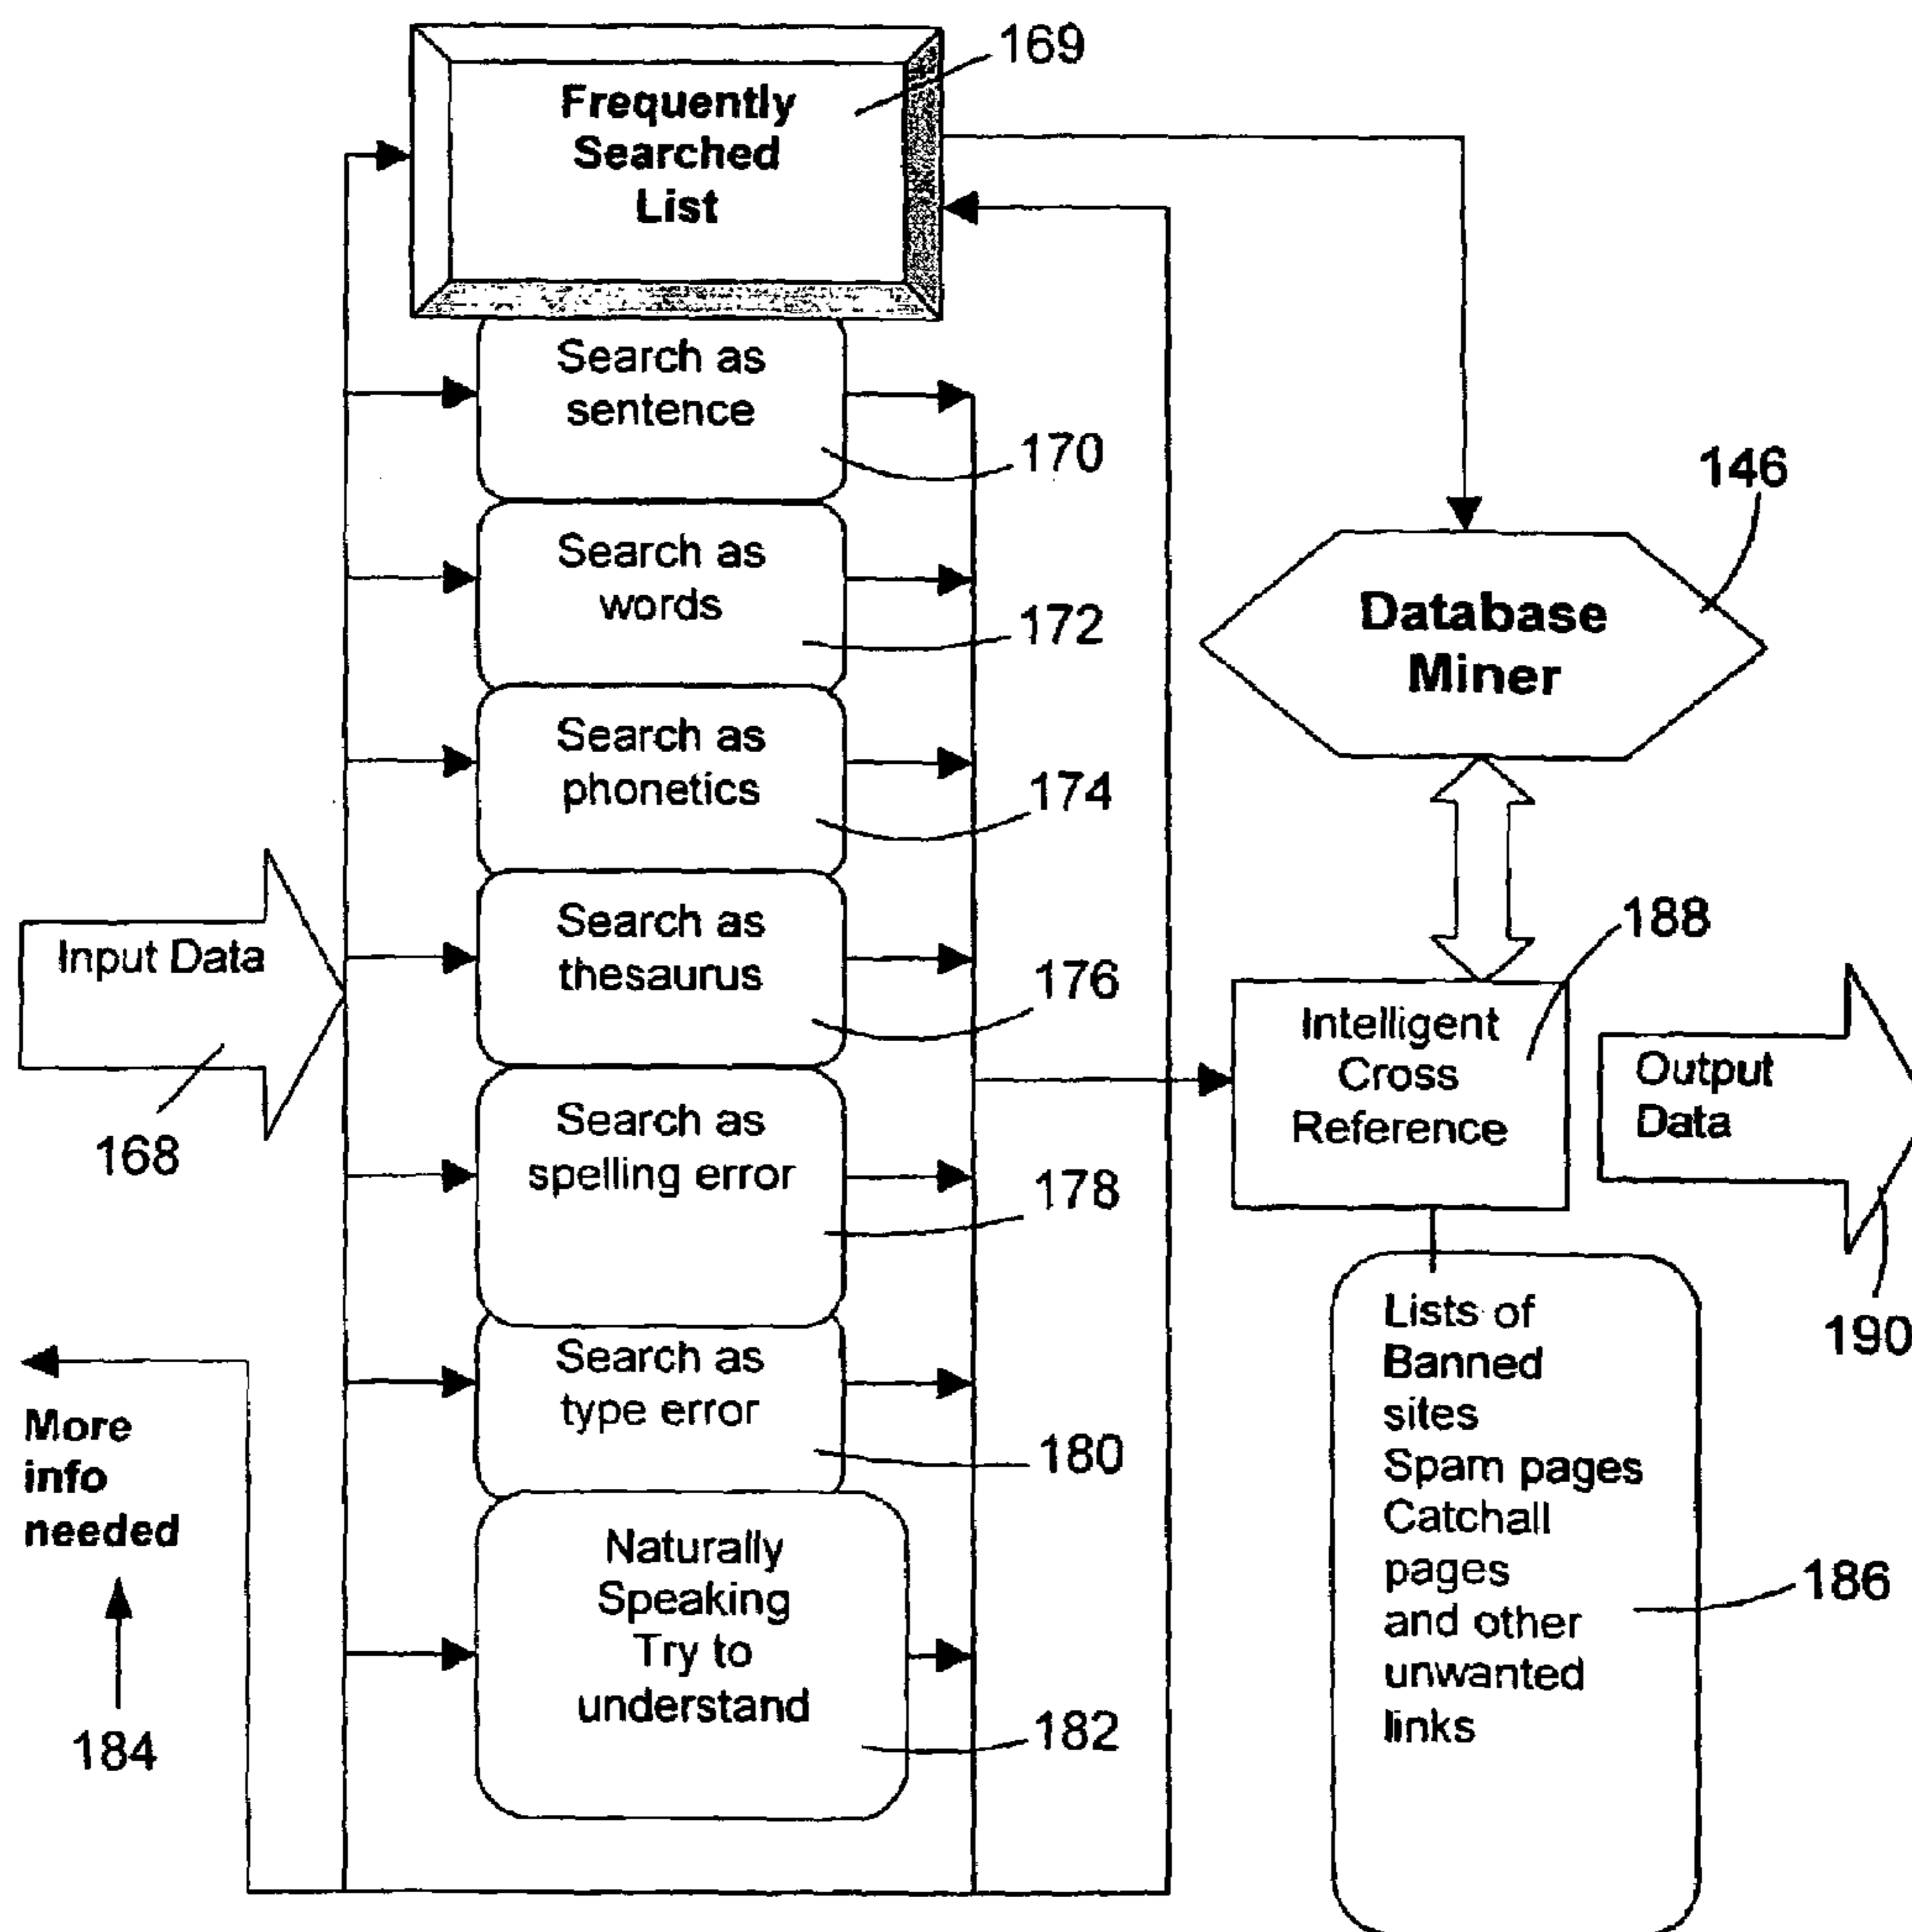 169
Frequently
Searched
List
Search as
sentence
170
Search as
words
172
Search as
phonetics
174
Search as
thesaurus
176
Search as
spelling error
178
Search as
type error
180
Naturally
Speaking
Try to
understand
182
Input Data
168
More
info
needed
184
146
Database
Miner
188
Intelligent
Cross
Reference
Output
Data
190
Lists of
Banned
sites
Spam pages
Catchall
pages
and other
unwanted
links
186